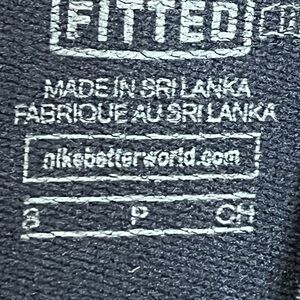 FITTED
MADE IN SRI LANKA
FABRIQUE AU SRI LANKA
nikebetterworld.com
S P CH